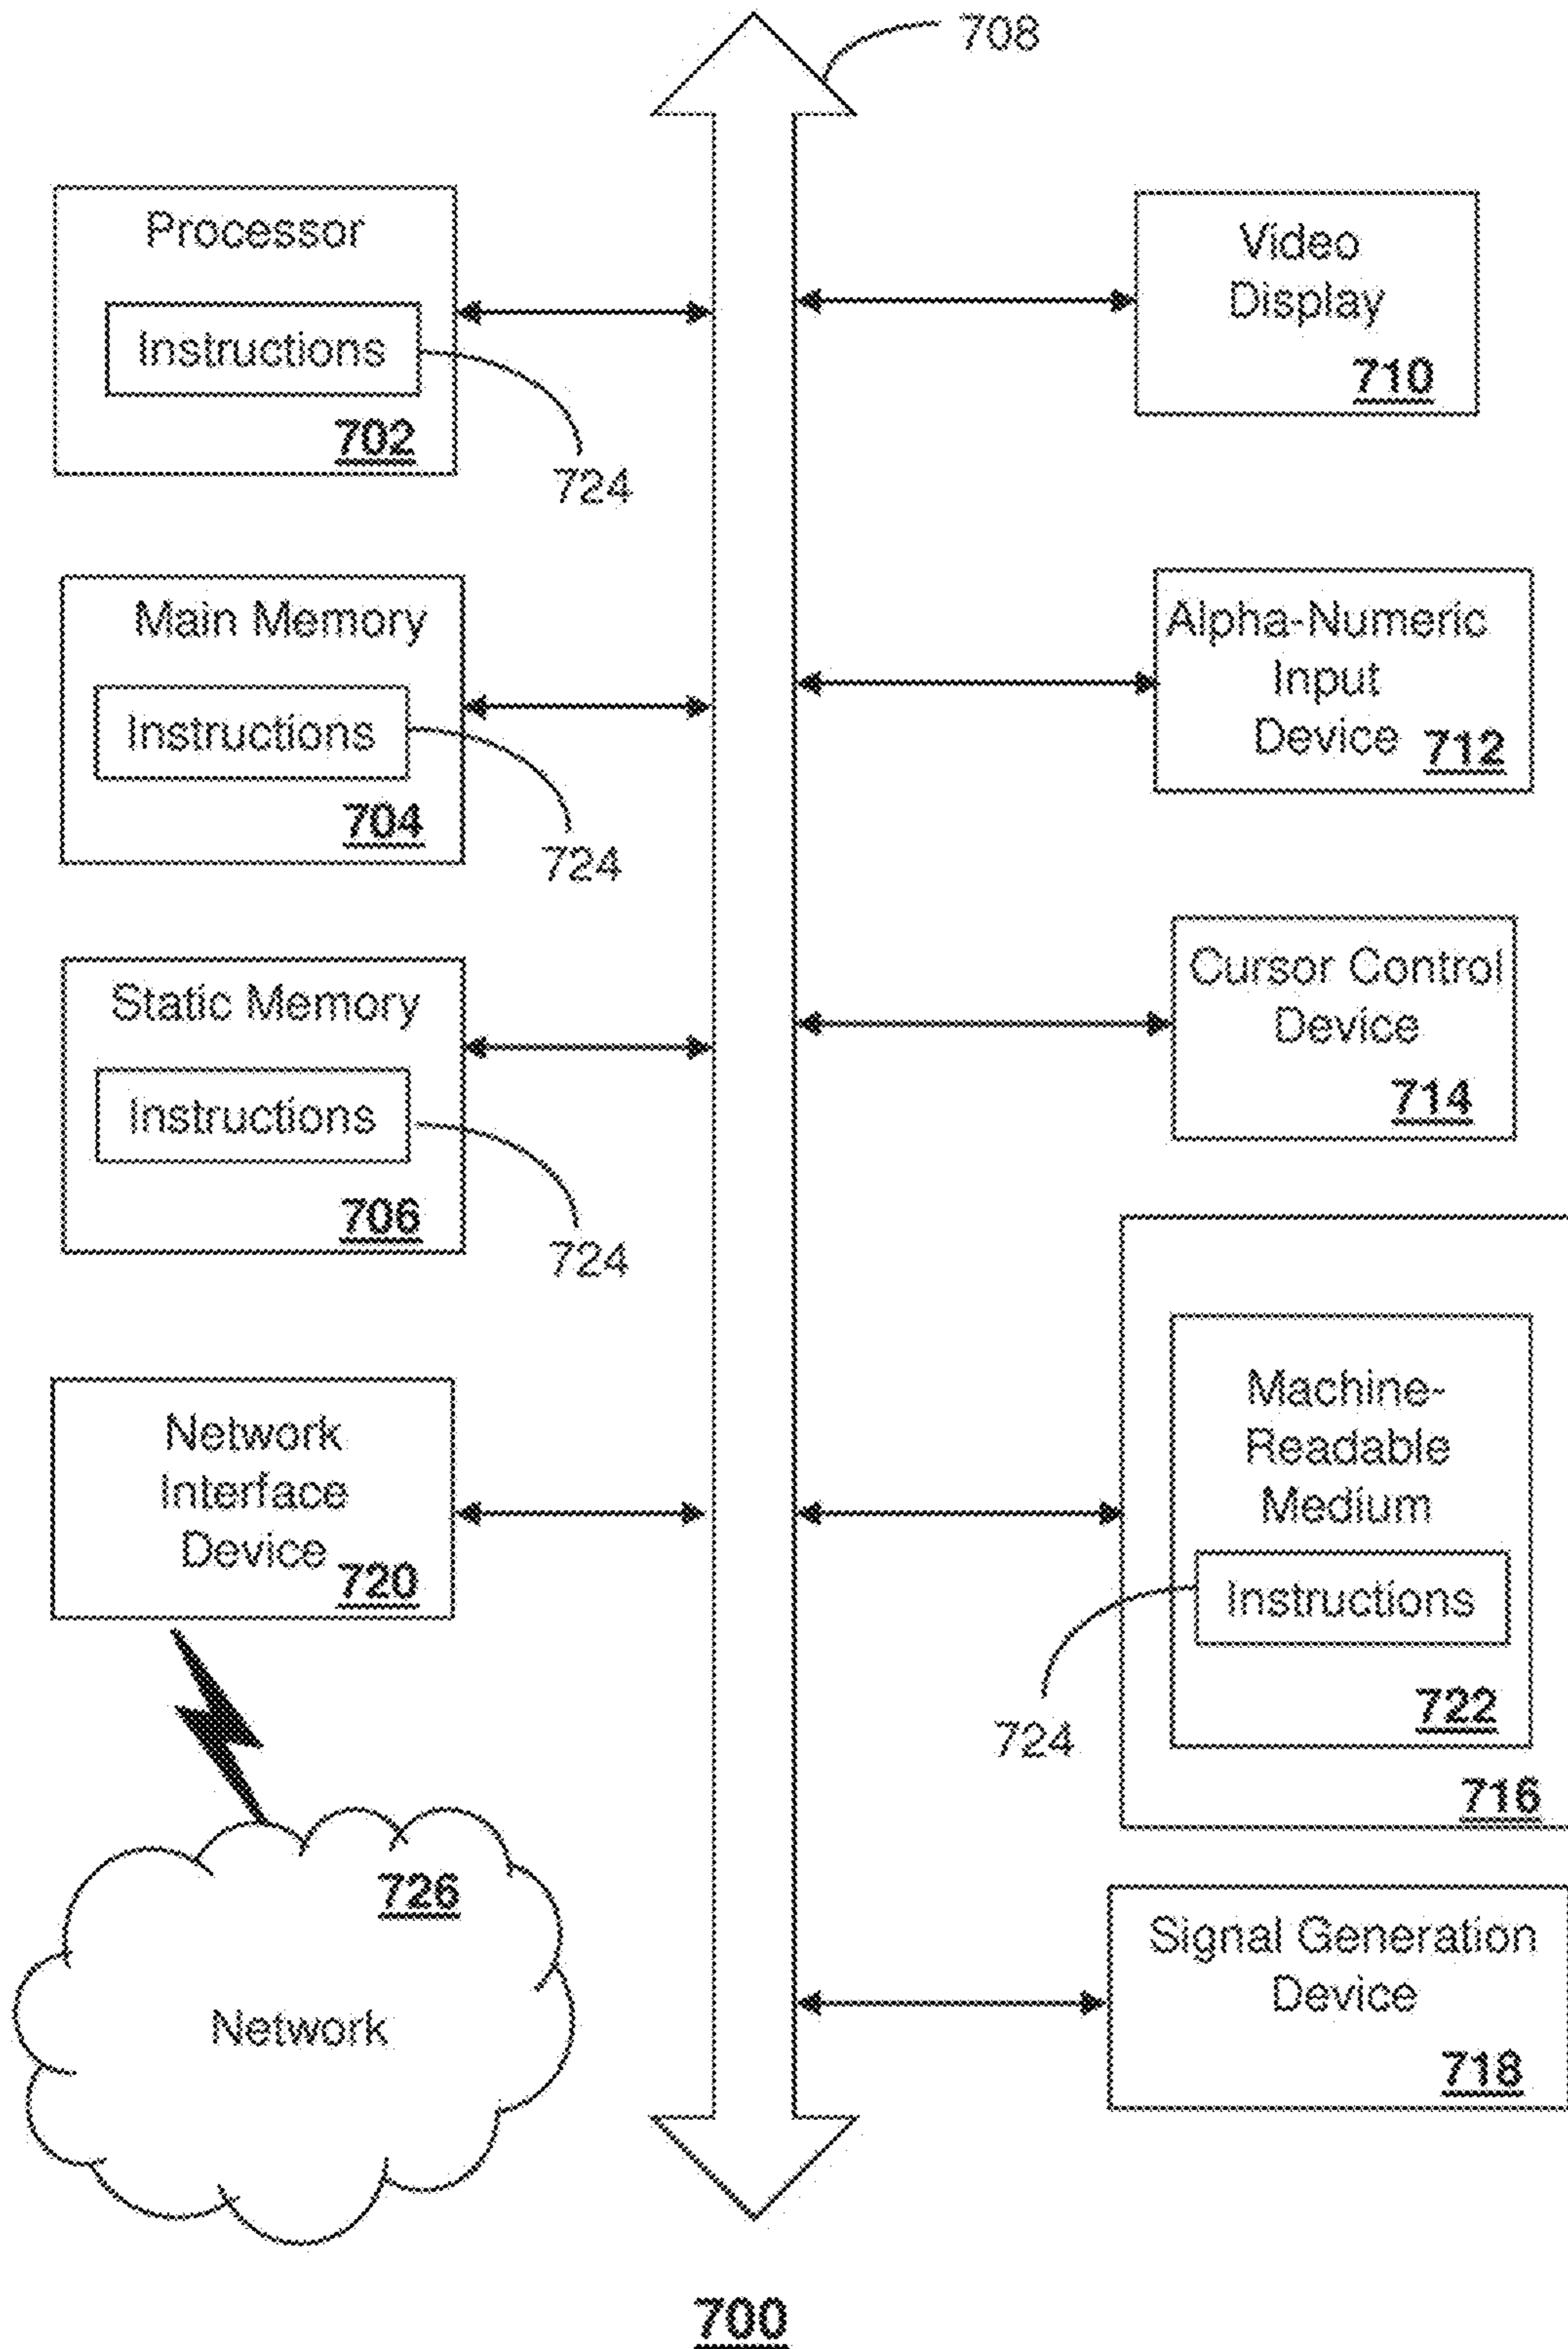 708
Processor
Instructions
702
724
Main Memory
Instructions
704
724
Static Memory
Instructions
706
724
Network
Interface
Device
720
726
Network
Video
Display
710
Alpha-Numeric
Input
Device
712
Cursor Control
Device
714
Machine-
Readable
Medium
Instructions
722
724
716
Signal Generation
Device
718
700